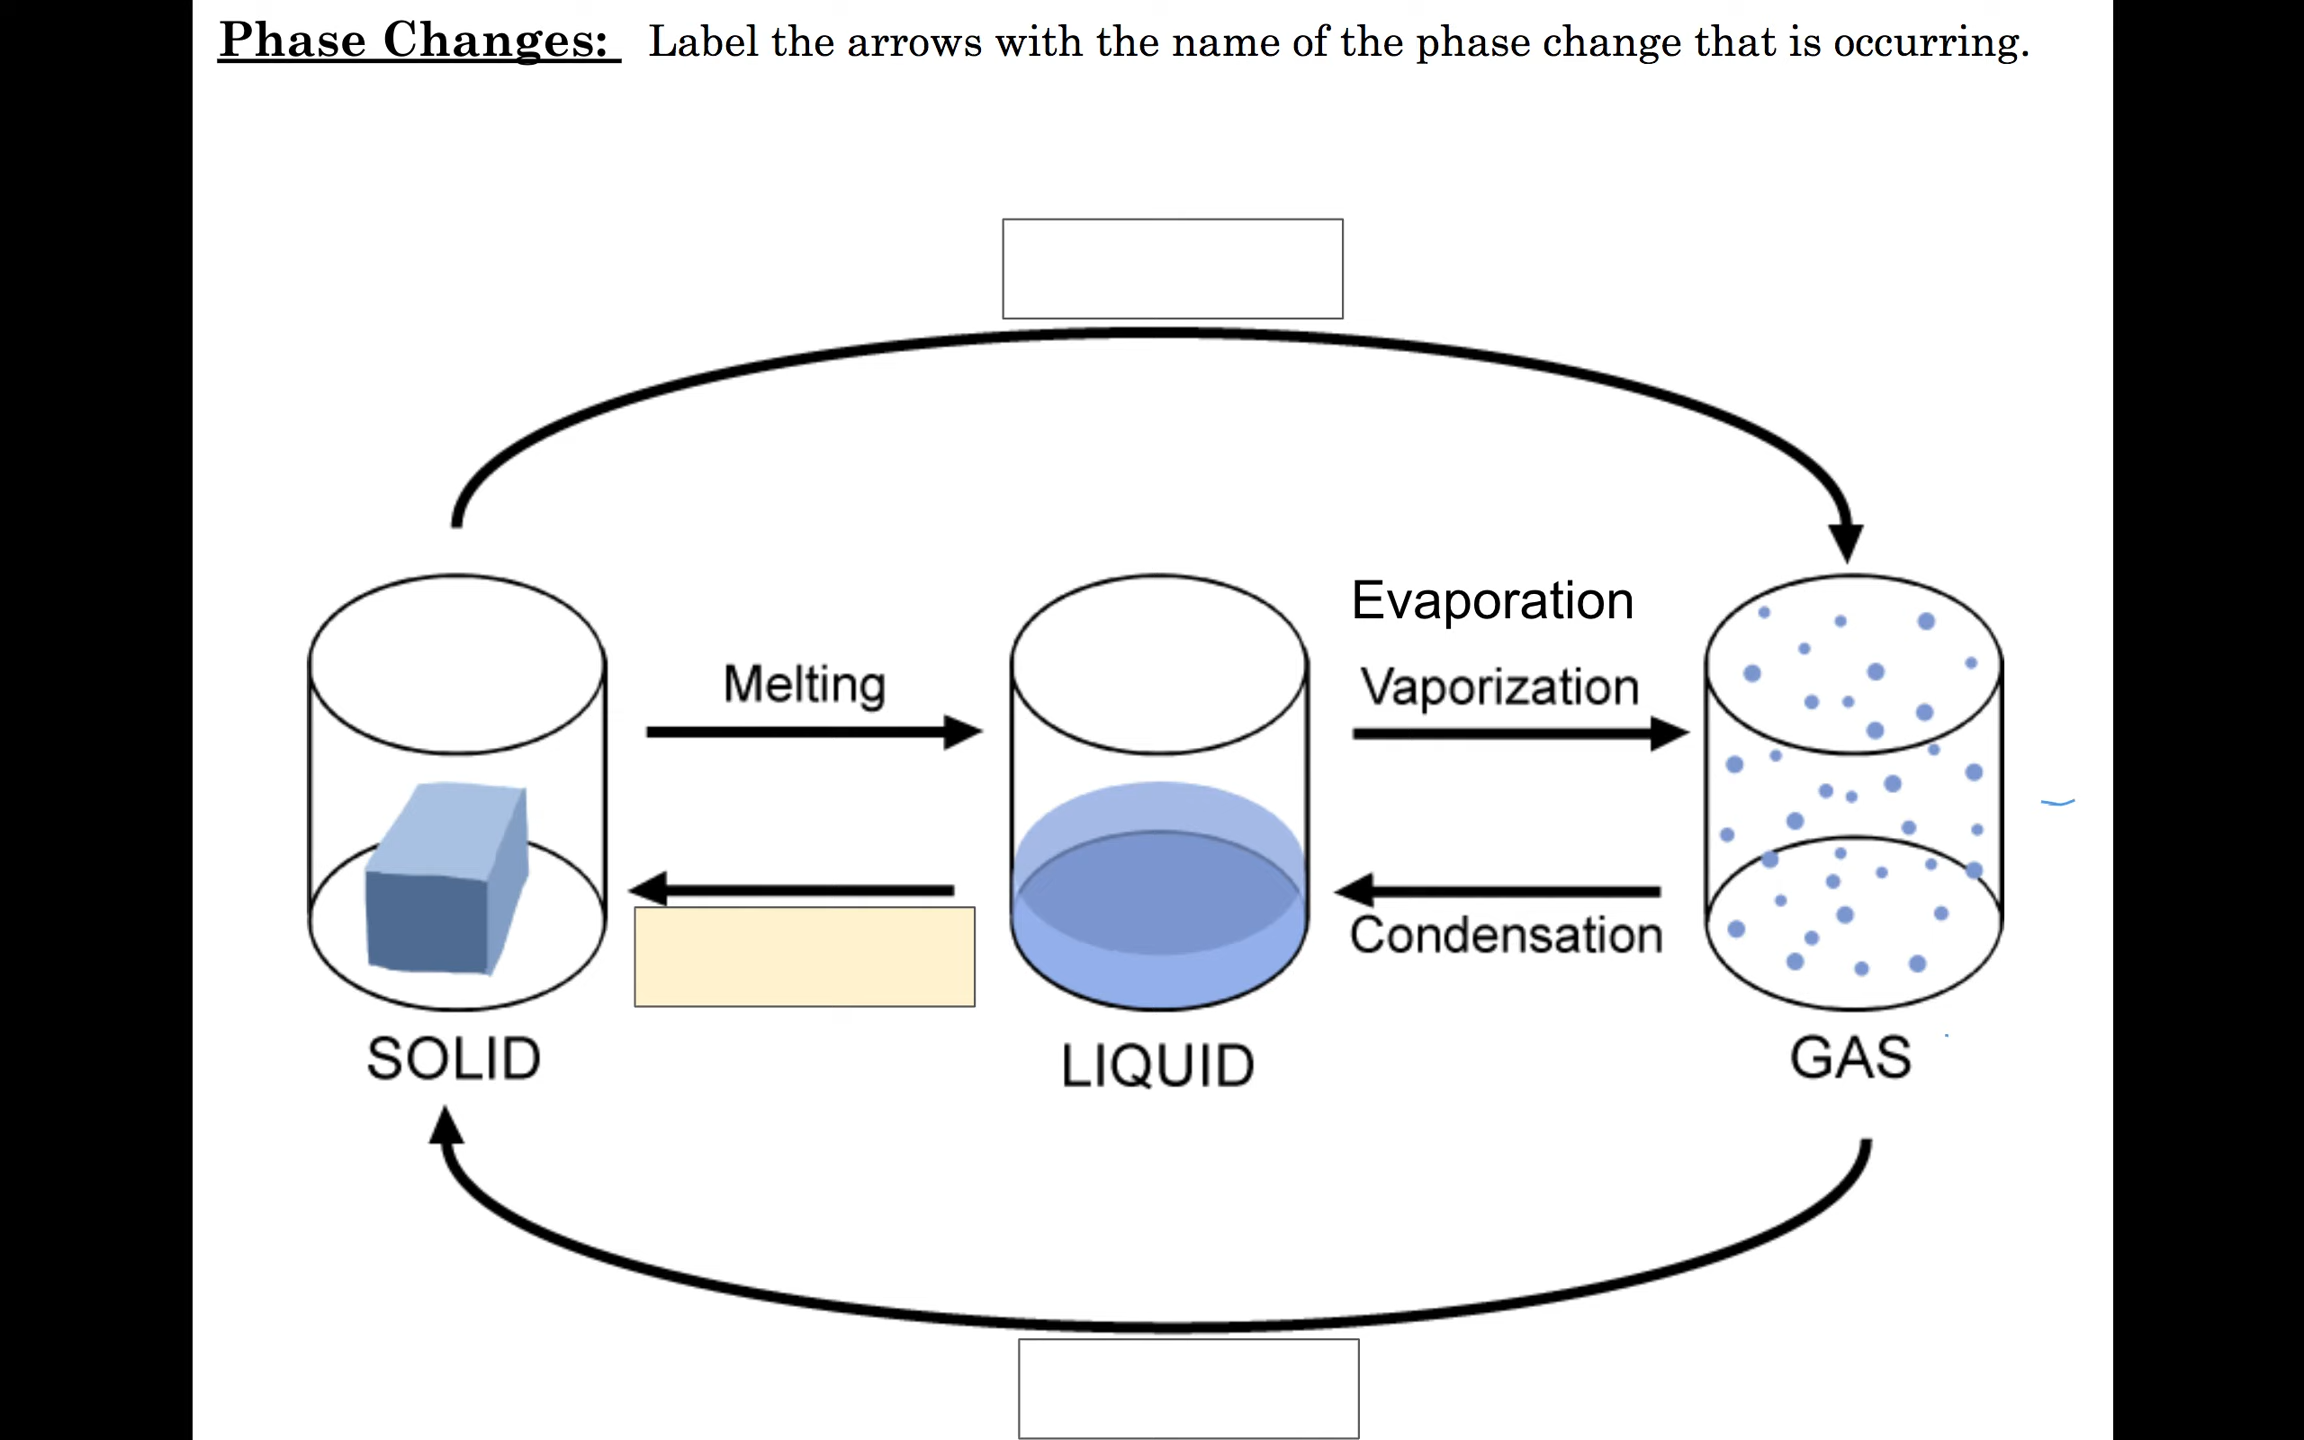 Phase Changes: Label the arrows with the name of the phase change that is occurring.
Evaporation
Melting
Vaporization
Condensation
SOLID
LIQUID
GAS